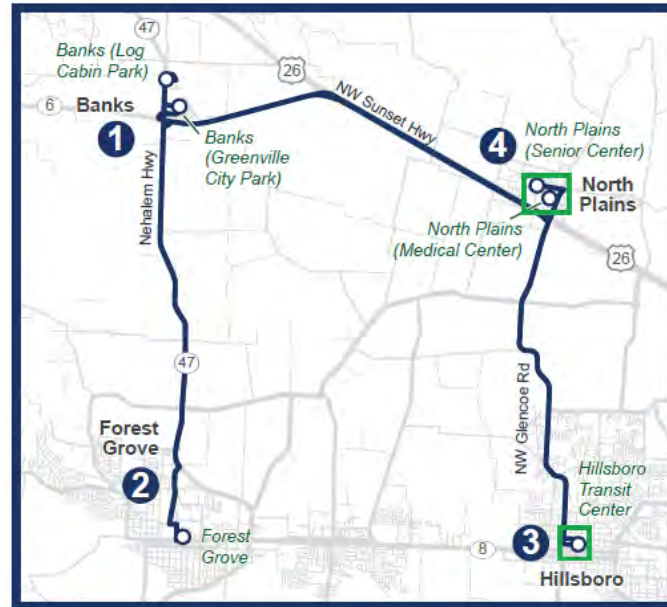 47
Banks (Log
Cabin Park)
26
6
Banks
1
Banks
(Greenville
City Park)
NW Sunset Hwy
4
North Plains
(Senior Center)
North
Plains
North Plains
(Medical Center)
26
Nehalem Hwy
47
NW Glencoe Rd
Forest
Grove
2
Forest
Grove
Hillsboro
Transit
Center
8
3
Hillsboro